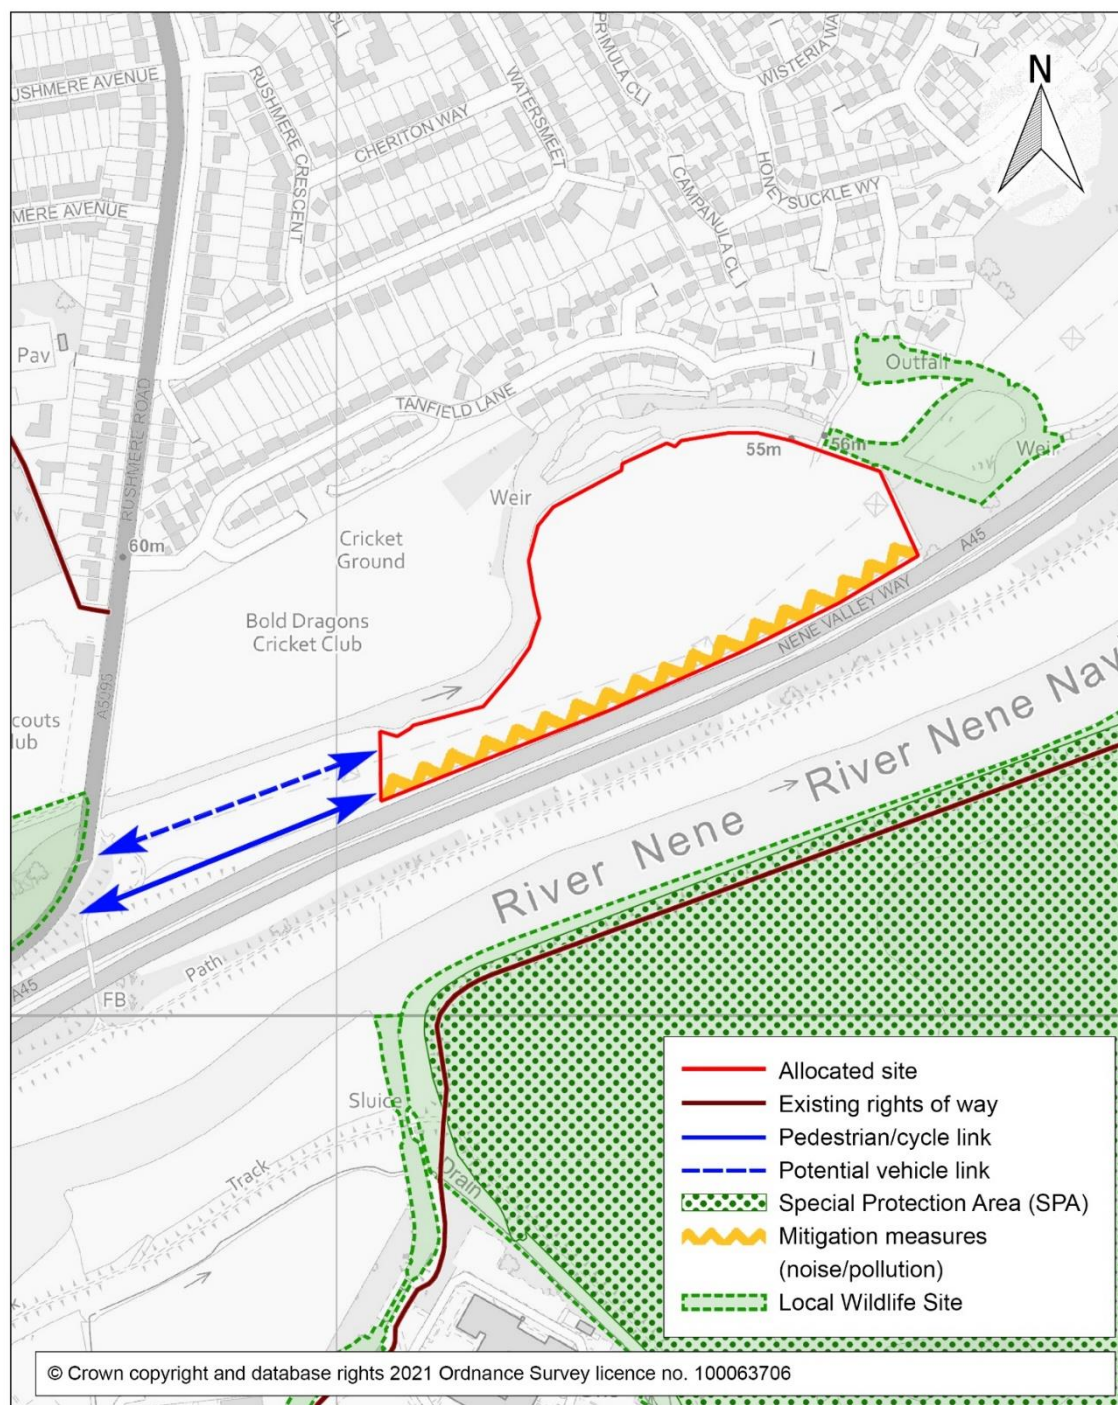 N
RUSHMERE AVENUE
RUSHMERE CRESCENT
CHERITON WAY
WATERSMEET
PRIMULA CL
WISTERIA WA
MERE AVENUE
CAMPANULA CL
HONEY
SUCKLE WY
Pav
RUSHMERE ROAD
TANFIELD LANE
Outfall
55m
56m
Weir
Weir
Cricket
Ground
60m
A45
NENE VALLEY WAY
Bold Dragons
Cricket Club
A5095
couts
lub
River Nene Nav
River Nene
A45
Path
FB
Sluice
Track
Drain
Allocated site
Existing rights of way
Pedestrian/cycle link
Potential vehicle link
Special Protection Area (SPA)
Mitigation measures
(noise/pollution)
Local Wildlife Site
© Crown copyright and database rights 2021 Ordnance Survey licence no. 100063706